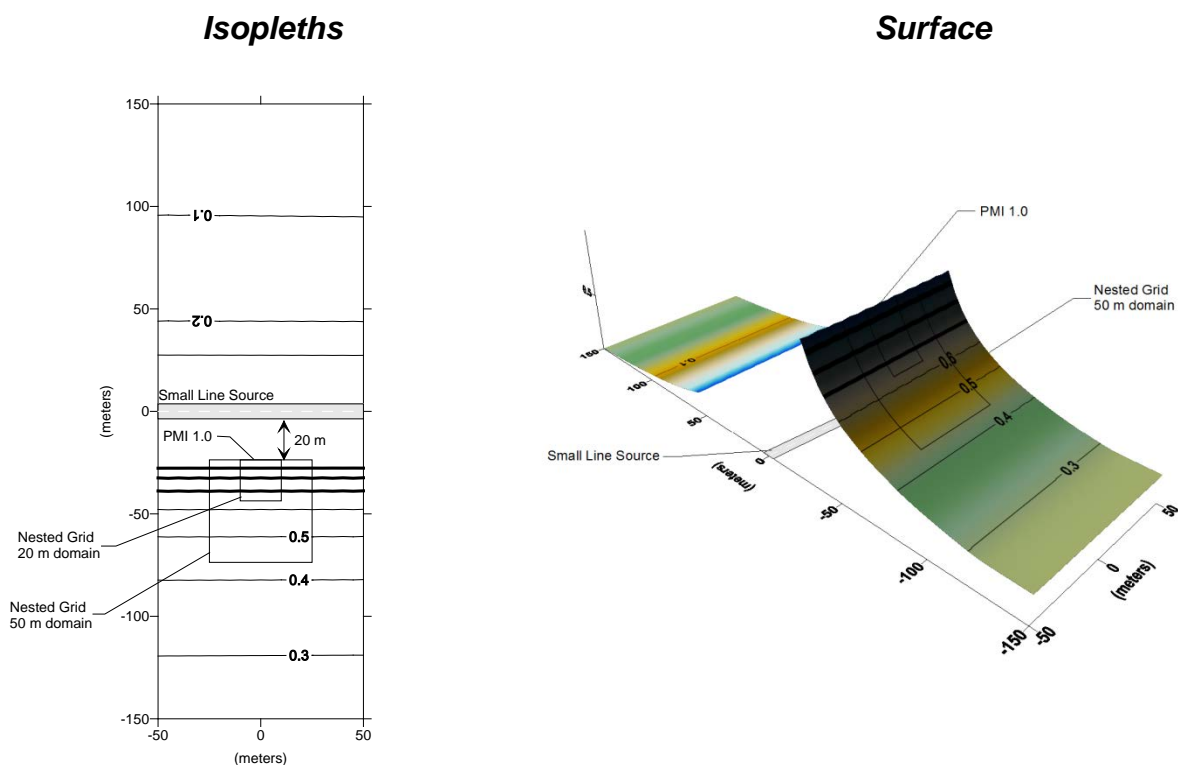 Isopleths
Surface
150
100
50
0
-50
-100
-150
(meters)
0.1
0.2
Small Line Source
PMI 1.0
20 m
0.5
0.4
0.3
Nested Grid
20 m domain
Nested Grid
50 m domain
-50
0
50
(meters)
PMI 1.0
Nested Grid
50 m domain
150
100
50
0
-50
-100
-150
(meters)
0.1
Small Line Source
0.6
0.5
0.4
0.3
-50
0
50
(meters)